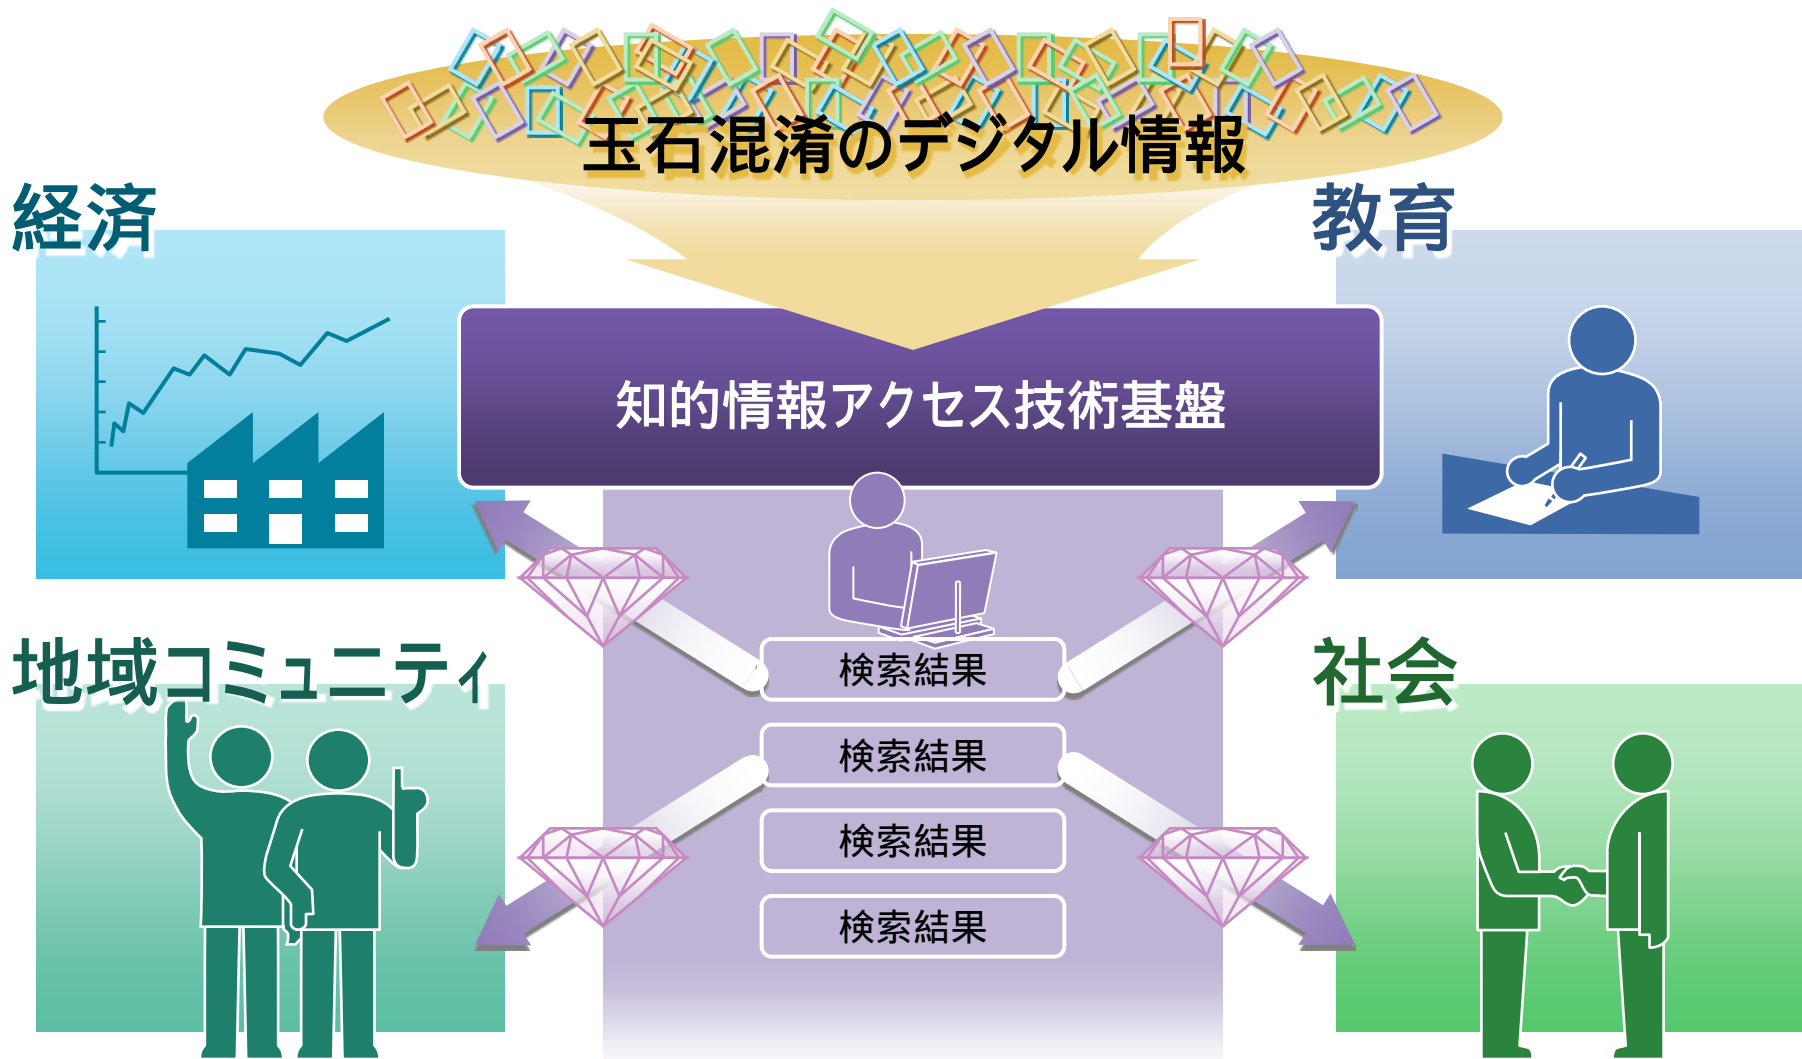 玉石混淆のデジタル情報
経済
教育
知的情報アクセス技術基盤
地域コミュニティ
社会
検索結果
検索結果
検索結果
検索結果